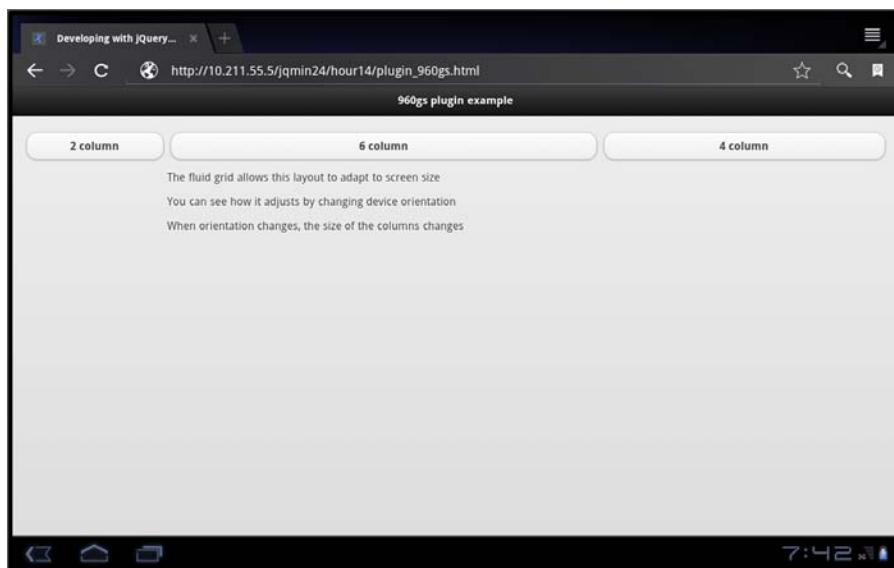 Developing with jQuery...
http://10.211.55.5/jqmin24/hour14/plugin_960gs.html
960gs plugin example
2 column
6 column
4 column
The fluid grid allows this layout to adapt to screen size
You can see how it adjusts by changing device orientation
When orientation changes, the size of the columns changes
7:42